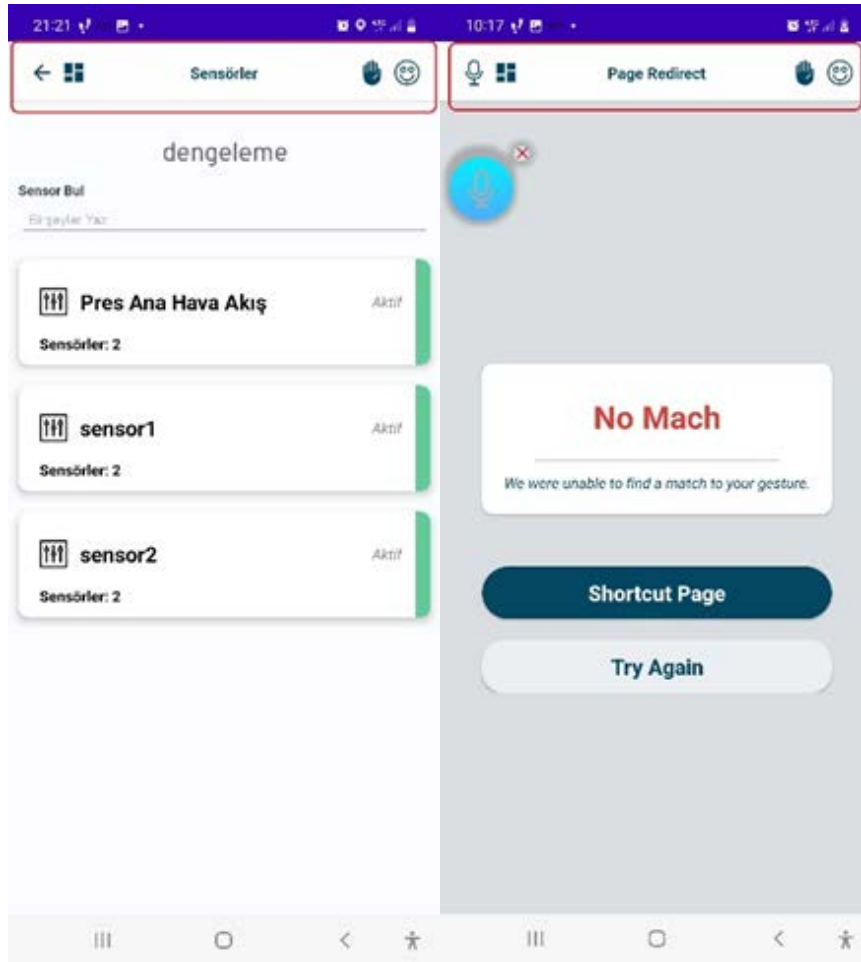 21:21
Sensörler
dengeleme
Sensor Bul
Birşeyler Yaz
Pres Ana Hava Akış
Aktif
Sensörler: 2
sensor1
Aktif
Sensörler: 2
sensor2
Aktif
Sensörler: 2
10:17
Page Redirect
No Mach
We were unable to find a match to your gesture.
Shortcut Page
Try Again